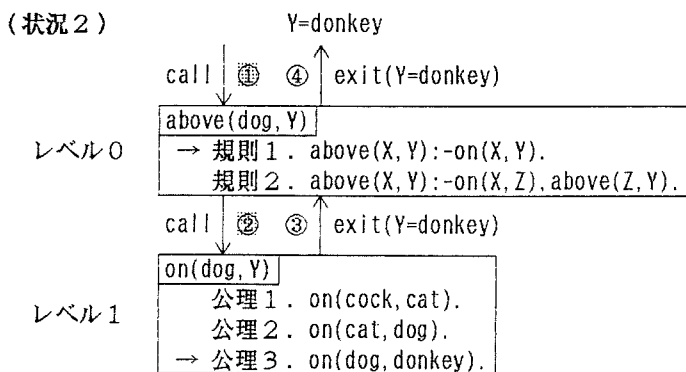 (状況2) Y=donkey
call ① ④ exit(Y=donkey)
above(dog,Y)
レベル0 → 規則1. above(X,Y):-on(X,Y).
規則2. above(X,Y):-on(X,Z),above(Z,Y).
call ② ③ exit(Y=donkey)
on(dog,Y)
公理1. on(cock,cat).
レベル1 公理2. on(cat,dog).
→ 公理3. on(dog,donkey).